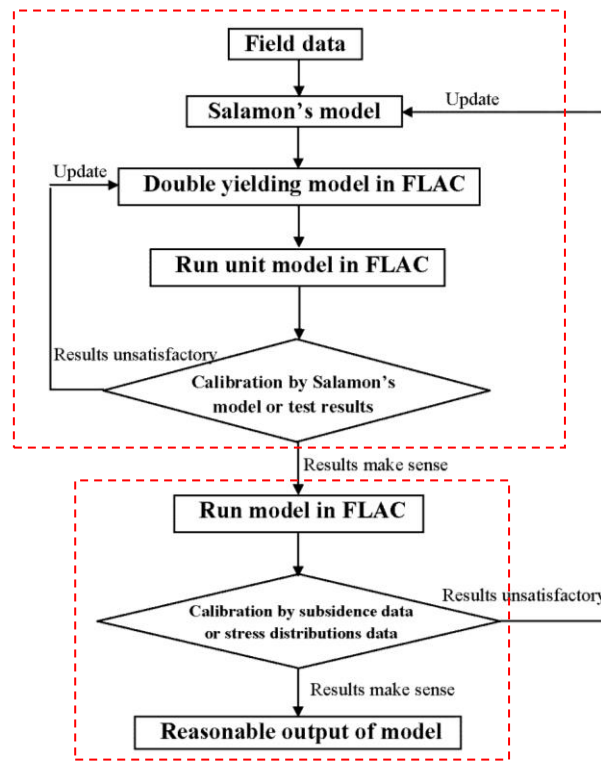 Field data
Salamon's model
Update
Update
Double yielding model in FLAC
Run unit model in FLAC
Results unsatisfactory
Calibration by Salamon's
model or test results
Results make sense
Run model in FLAC
Results unsatisfactory
Calibration by subsidence data
or stress distributions data
Results make sense
Reasonable output of model